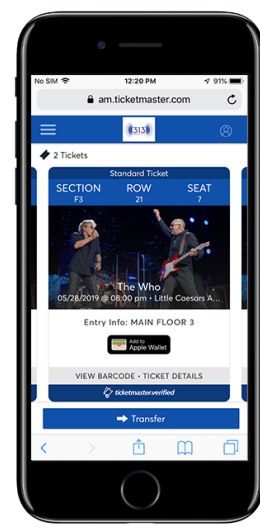 No SIM 12:20 PM 91%
am.ticketmaster.com
(313)
2 Tickets
Standard Ticket
SECTION ROW SEAT
F3 21 7
The Who
05/28/2019 @ 08:00 pm • Little Caesars A...
Entry Info: MAIN FLOOR 3
Add to
Apple Wallet
VIEW BARCODE • TICKET DETAILS
ticketmaster.verified
Transfer